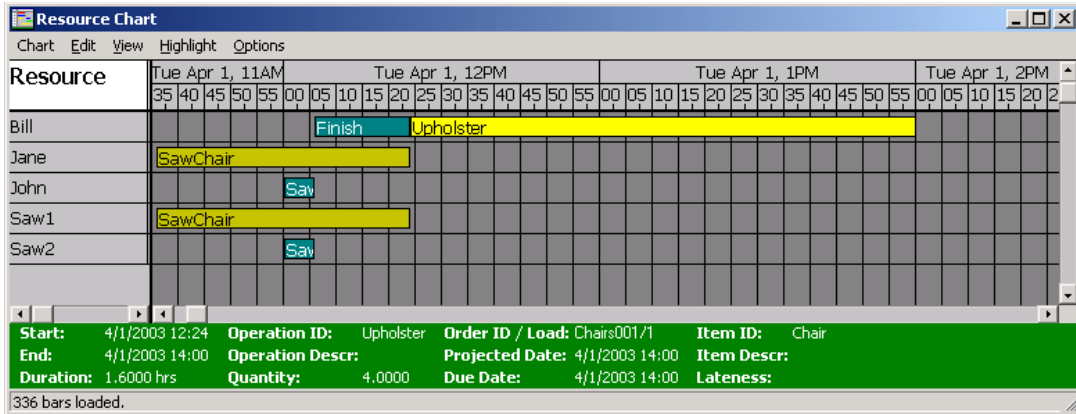 Resource Chart
Chart Edit View Highlight Options
Resource Tue Apr 1, 11AM Tue Apr 1, 12PM Tue Apr 1, 1PM Tue Apr 1, 2PM
35 40 45 50 55 00 05 10 15 20 25 30 35 40 45 50 55 00 05 10 15 20 25 30 35 40 45 50 55 00 05 10 15 20 2
Bill Finish Upholster
Jane SawChair
John Saw
Saw1 SawChair
Saw2 Saw
Start: 4/1/2003 12:24 Operation ID: Upholster Order ID / Load: Chairs001/1 Item ID: Chair
End: 4/1/2003 14:00 Operation Descr: Projected Date: 4/1/2003 14:00 Item Descr:
Duration: 1.6000 hrs Quantity: 4.0000 Due Date: 4/1/2003 14:00 Lateness:
336 bars loaded.